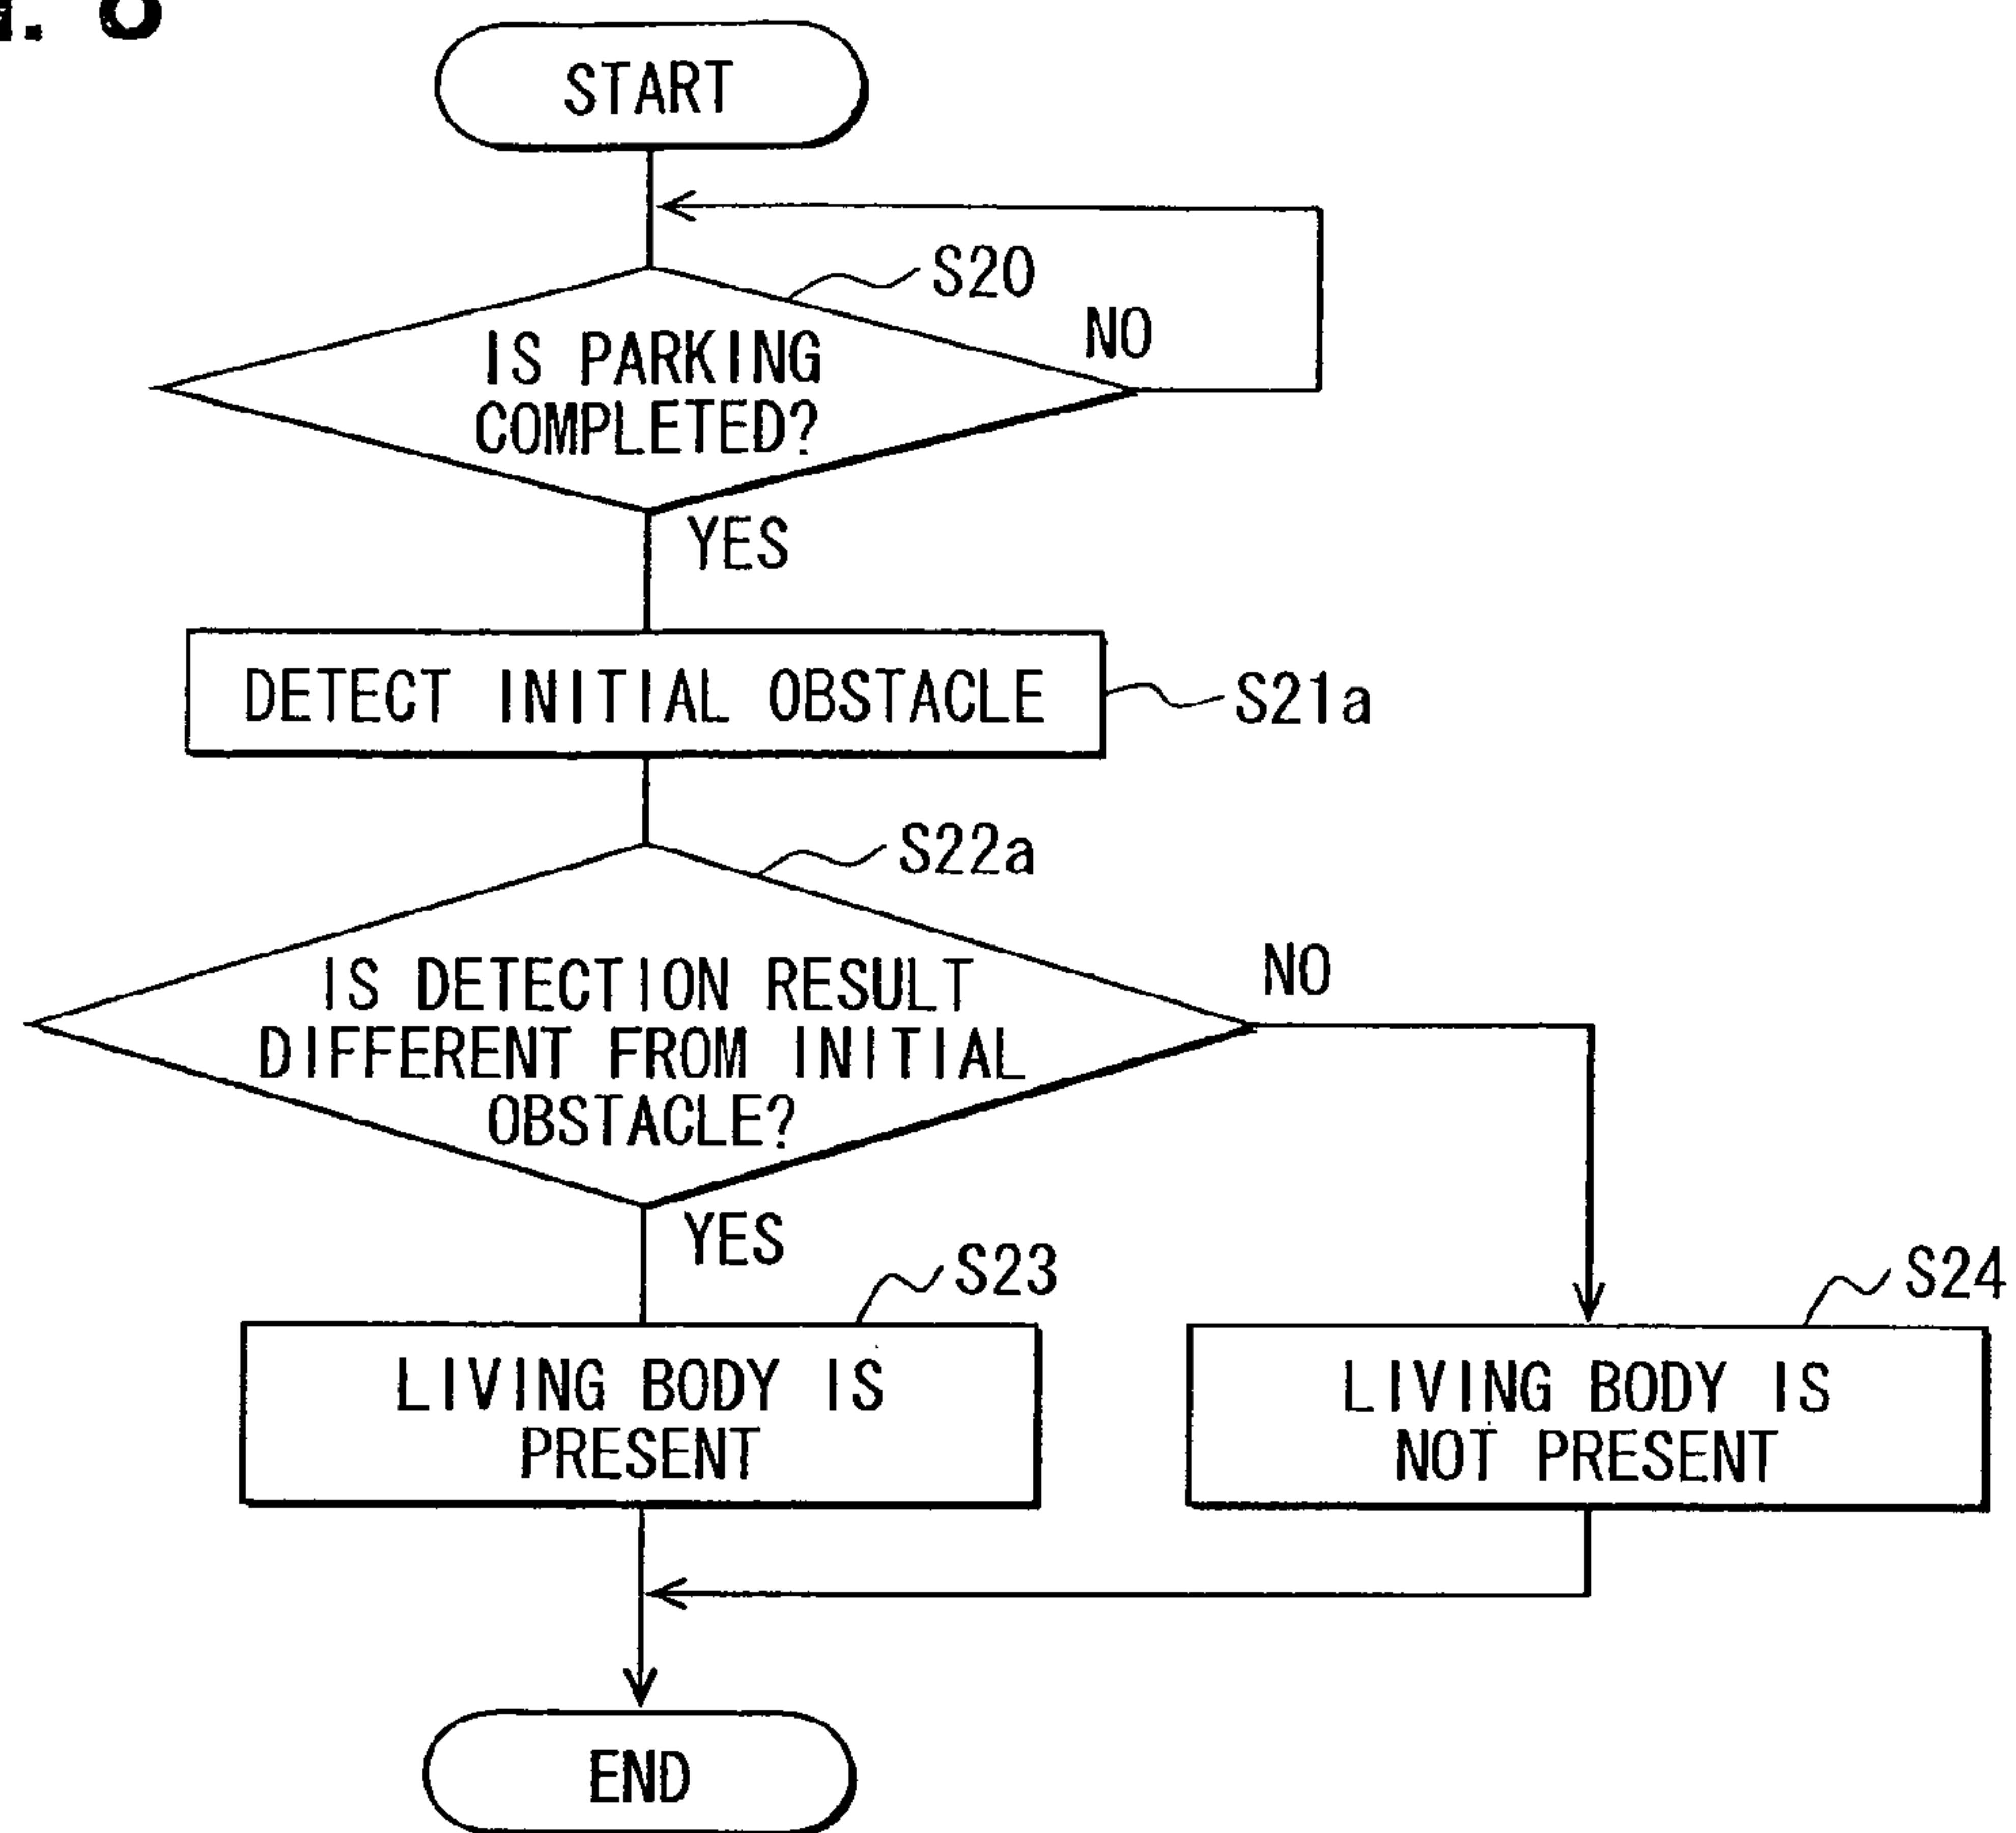 START
S20
NO
IS PARKING
COMPLETED?
YES
DETECT INITIAL OBSTACLE
S21a
S22a
NO
IS DETECTION RESULT
DIFFERENT FROM INITIAL
OBSTACLE?
YES
S23
S24
LIVING BODY IS
PRESENT
LIVING BODY IS
NOT PRESENT
END